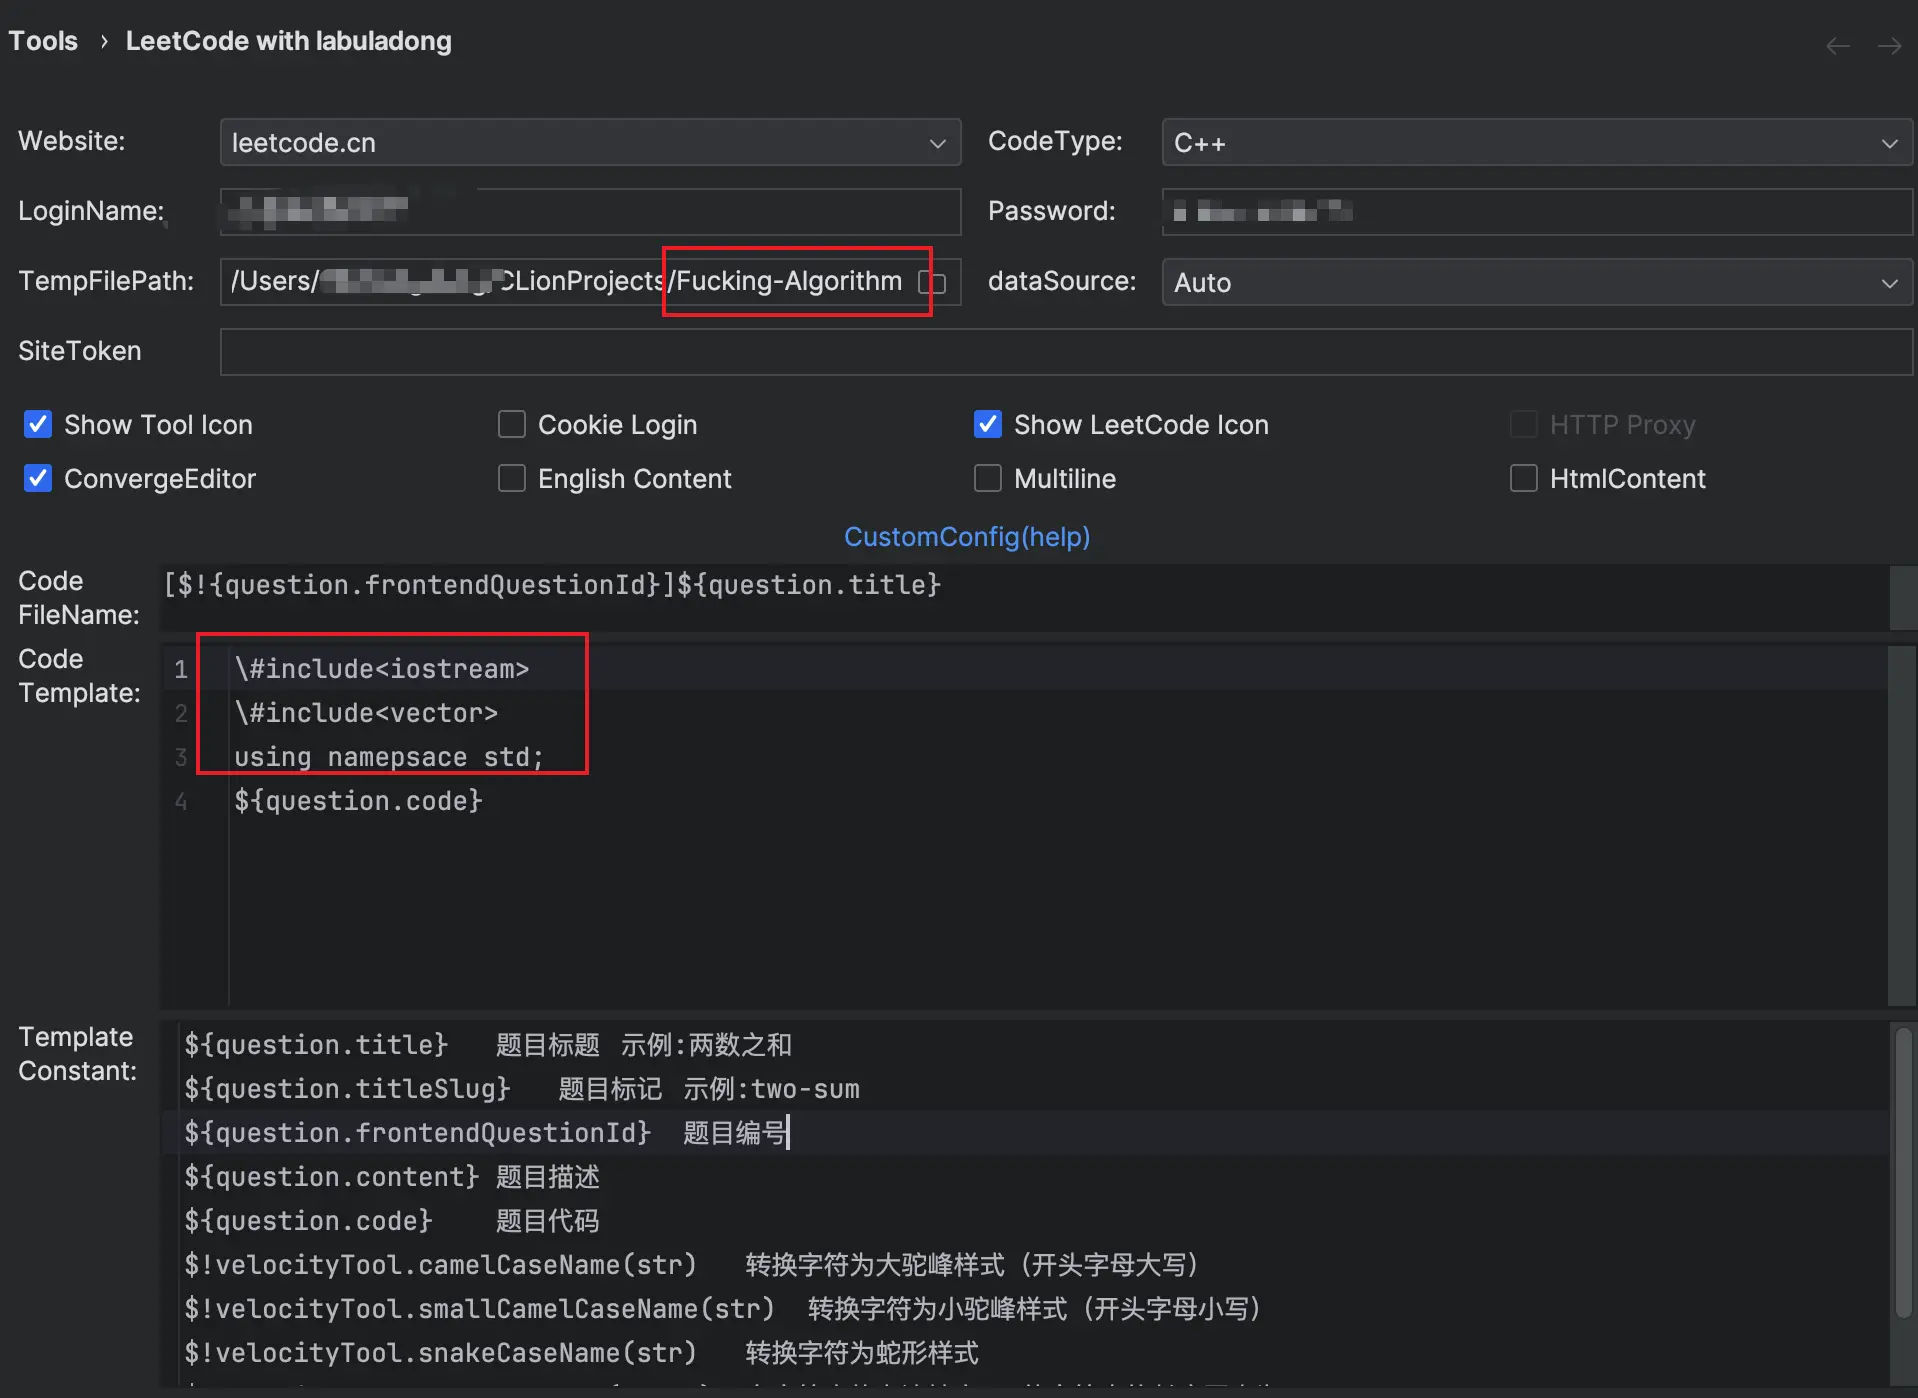 Tools › LeetCode with labuladong
Website: leetcode.cn CodeType: C++
LoginName: Password:
TempFilePath: /Users/ CLionProjects/Fucking-Algorithm dataSource: Auto
SiteToken
Show Tool Icon Cookie Login Show LeetCode Icon HTTP Proxy
ConvergeEditor English Content Multiline HtmlContent
CustomConfig(help)
Code FileName: [$!{question.frontendQuestionId}]${question.title}
Code Template:
1 \#include<iostream>
2 \#include<vector>
3 using namepsace std;
4 ${question.code}
Template Constant:
${question.title} 题目标题 示例:两数之和
${question.titleSlug} 题目标记 示例:two-sum
${question.frontendQuestionId} 题目编号
${question.content} 题目描述
${question.code} 题目代码
$!velocityTool.camelCaseName(str) 转换字符为大驼峰样式（开头字母大写）
$!velocityTool.smallCamelCaseName(str) 转换字符为小驼峰样式（开头字母小写）
$!velocityTool.snakeCaseName(str) 转换字符为蛇形样式